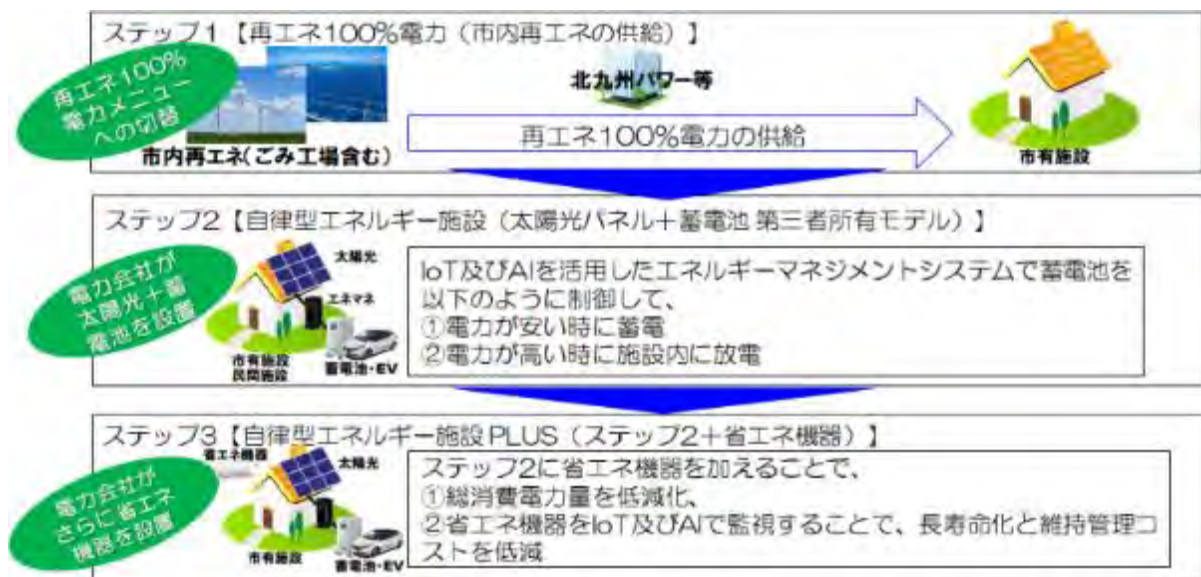 ステップ1【再エネ100%電力（市内再エネの供給）】
再エネ100%
電力メニュー
への切替
北九州パワー等
再エネ100%電力の供給
市内再エネ(ごみ工場含む)
市有施設
ステップ2【自律型エネルギー施設（太陽光パネル＋蓄電池 第三者所有モデル）】
電力会社が
太陽光＋蓄
電池を設置
太陽光
エネマネ
市有施設
民間施設
蓄電池・EV
IoT及びAIを活用したエネルギーマネジメントシステムで蓄電池を
以下のように制御して、
①電力が安い時に蓄電
②電力が高い時に施設内に放電
ステップ3【自律型エネルギー施設PLUS（ステップ2＋省エネ機器）】
電力会社が
さらに省エネ
機器を設置
省エネ機器
太陽光
市有施設
蓄電池・EV
ステップ2に省エネ機器を加えることで、
①総消費電力量を低減化、
②省エネ機器をIoT及びAIで監視することで、長寿命化と維持管理コ
ストを低減